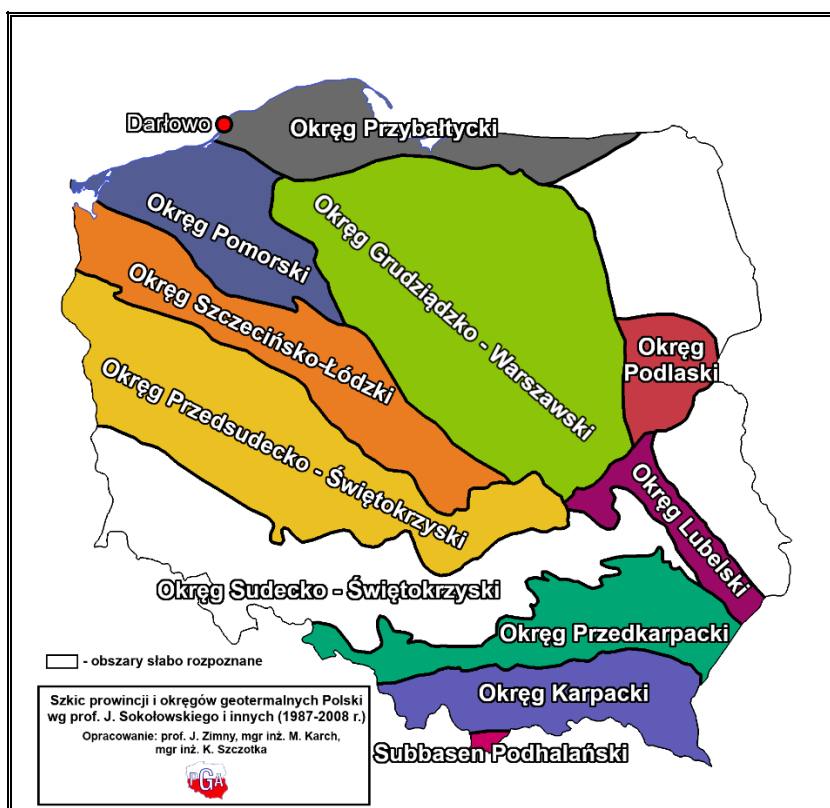 Darłowo
Okręg Przybałtycki
Okręg Pomorski
Okręg Grudziądzko - Warszawski
Okręg Szczecińsko-Łódzki
Okręg
Podlaski
Okręg Przedsudecko - Świętokrzyski
Okręg Lubelski
Okręg Sudecko - Świętokrzyski
Okręg Przedkarpacki
- obszary słabo rozpoznane
Okręg Karpacki
Subbasen Podhalański
Szkic prowincji i okręgów geotermalnych Polski
wg prof. J. Sokołowskiego i innych (1987-2008 r.)
Opracowanie: prof. J. Zimny, mgr inż. M. Karch,
mgr inż. K. Szczotka
PGA